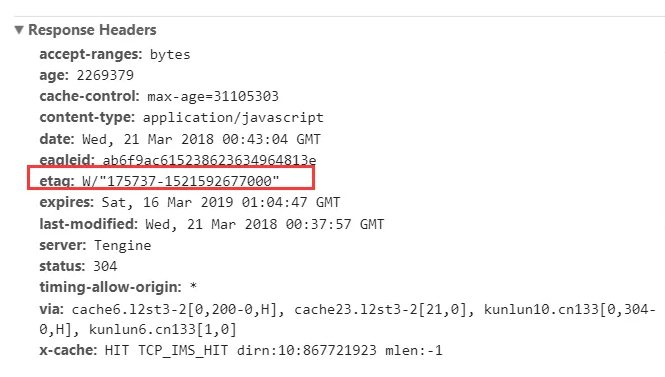 ▼ Response Headers
accept-ranges: bytes
age: 2269379
cache-control: max-age=31105303
content-type: application/javascript
date: Wed, 21 Mar 2018 00:43:04 GMT
eagleid: ab6f9ac615238623634964813e
etag: W/"175737-1521592677000"
expires: Sat, 16 Mar 2019 01:04:47 GMT
last-modified: Wed, 21 Mar 2018 00:37:57 GMT
server: Tengine
status: 304
timing-allow-origin: *
via: cache6.l2st3-2[0,200-0,H], cache23.l2st3-2[21,0], kunlun10.cn133[0,304-
0,H], kunlun6.cn133[1,0]
x-cache: HIT TCP_IMS_HIT dirn:10:867721923 mlen:-1